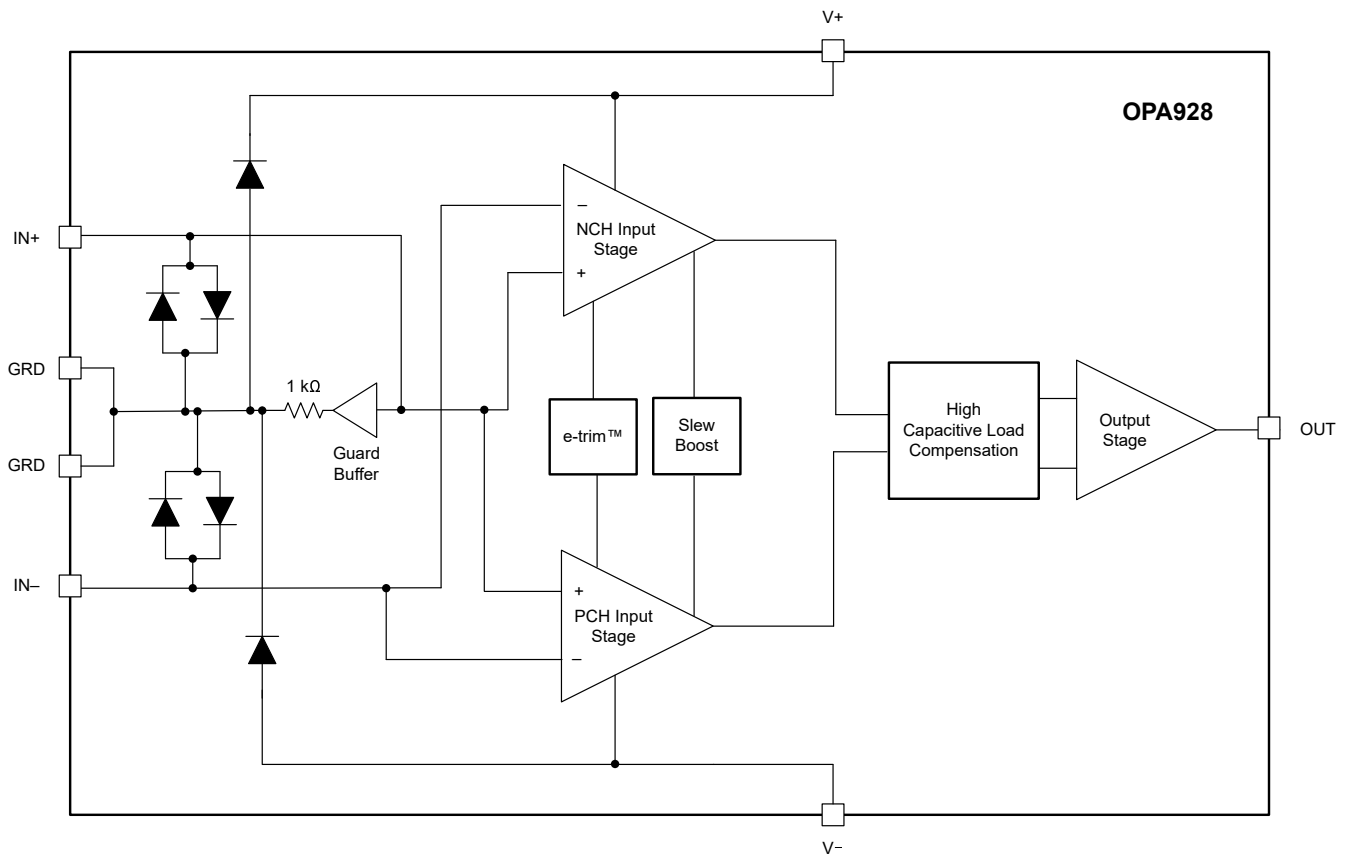 V+
OPA928
−
NCH Input
Stage
+
IN+
GRD
1 kΩ
Guard
Buffer
e-trim™
Slew
Boost
High
Capacitive Load
Compensation
Output
Stage
OUT
GRD
IN–
+
PCH Input
Stage
−
V−